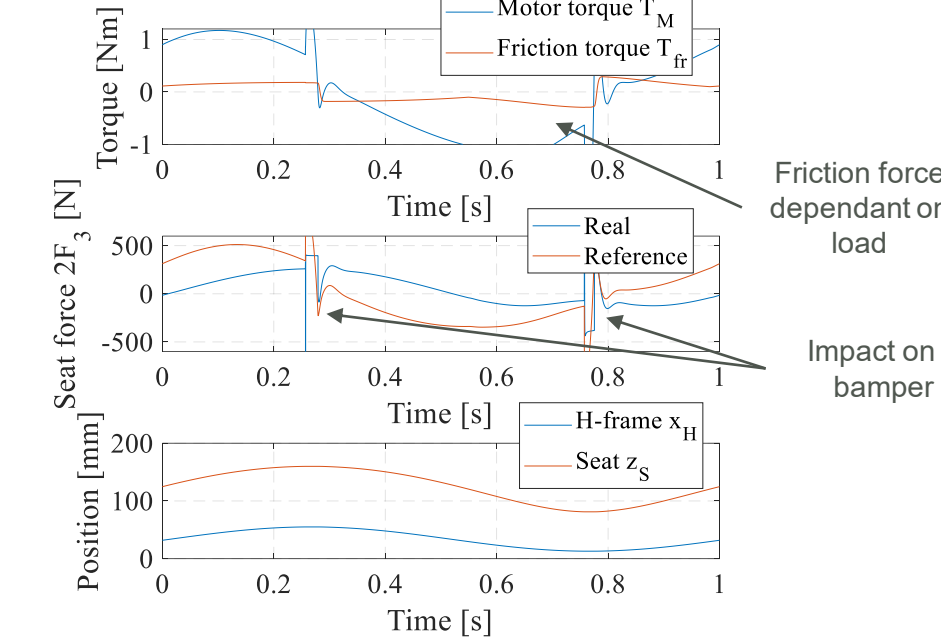 Motor torque T_M
Friction torque T_fr
Torque [Nm]
1
0
-1
0 0.2 0.4 0.6 0.8 1
Time [s]
Friction force
dependant on
load
Seat force 2F_3 [N]
Real
Reference
500
0
-500
0 0.2 0.4 0.6 0.8 1
Time [s]
Impact on
bamper
Position [mm]
H-frame x_H
Seat z_S
200
100
0
0 0.2 0.4 0.6 0.8 1
Time [s]